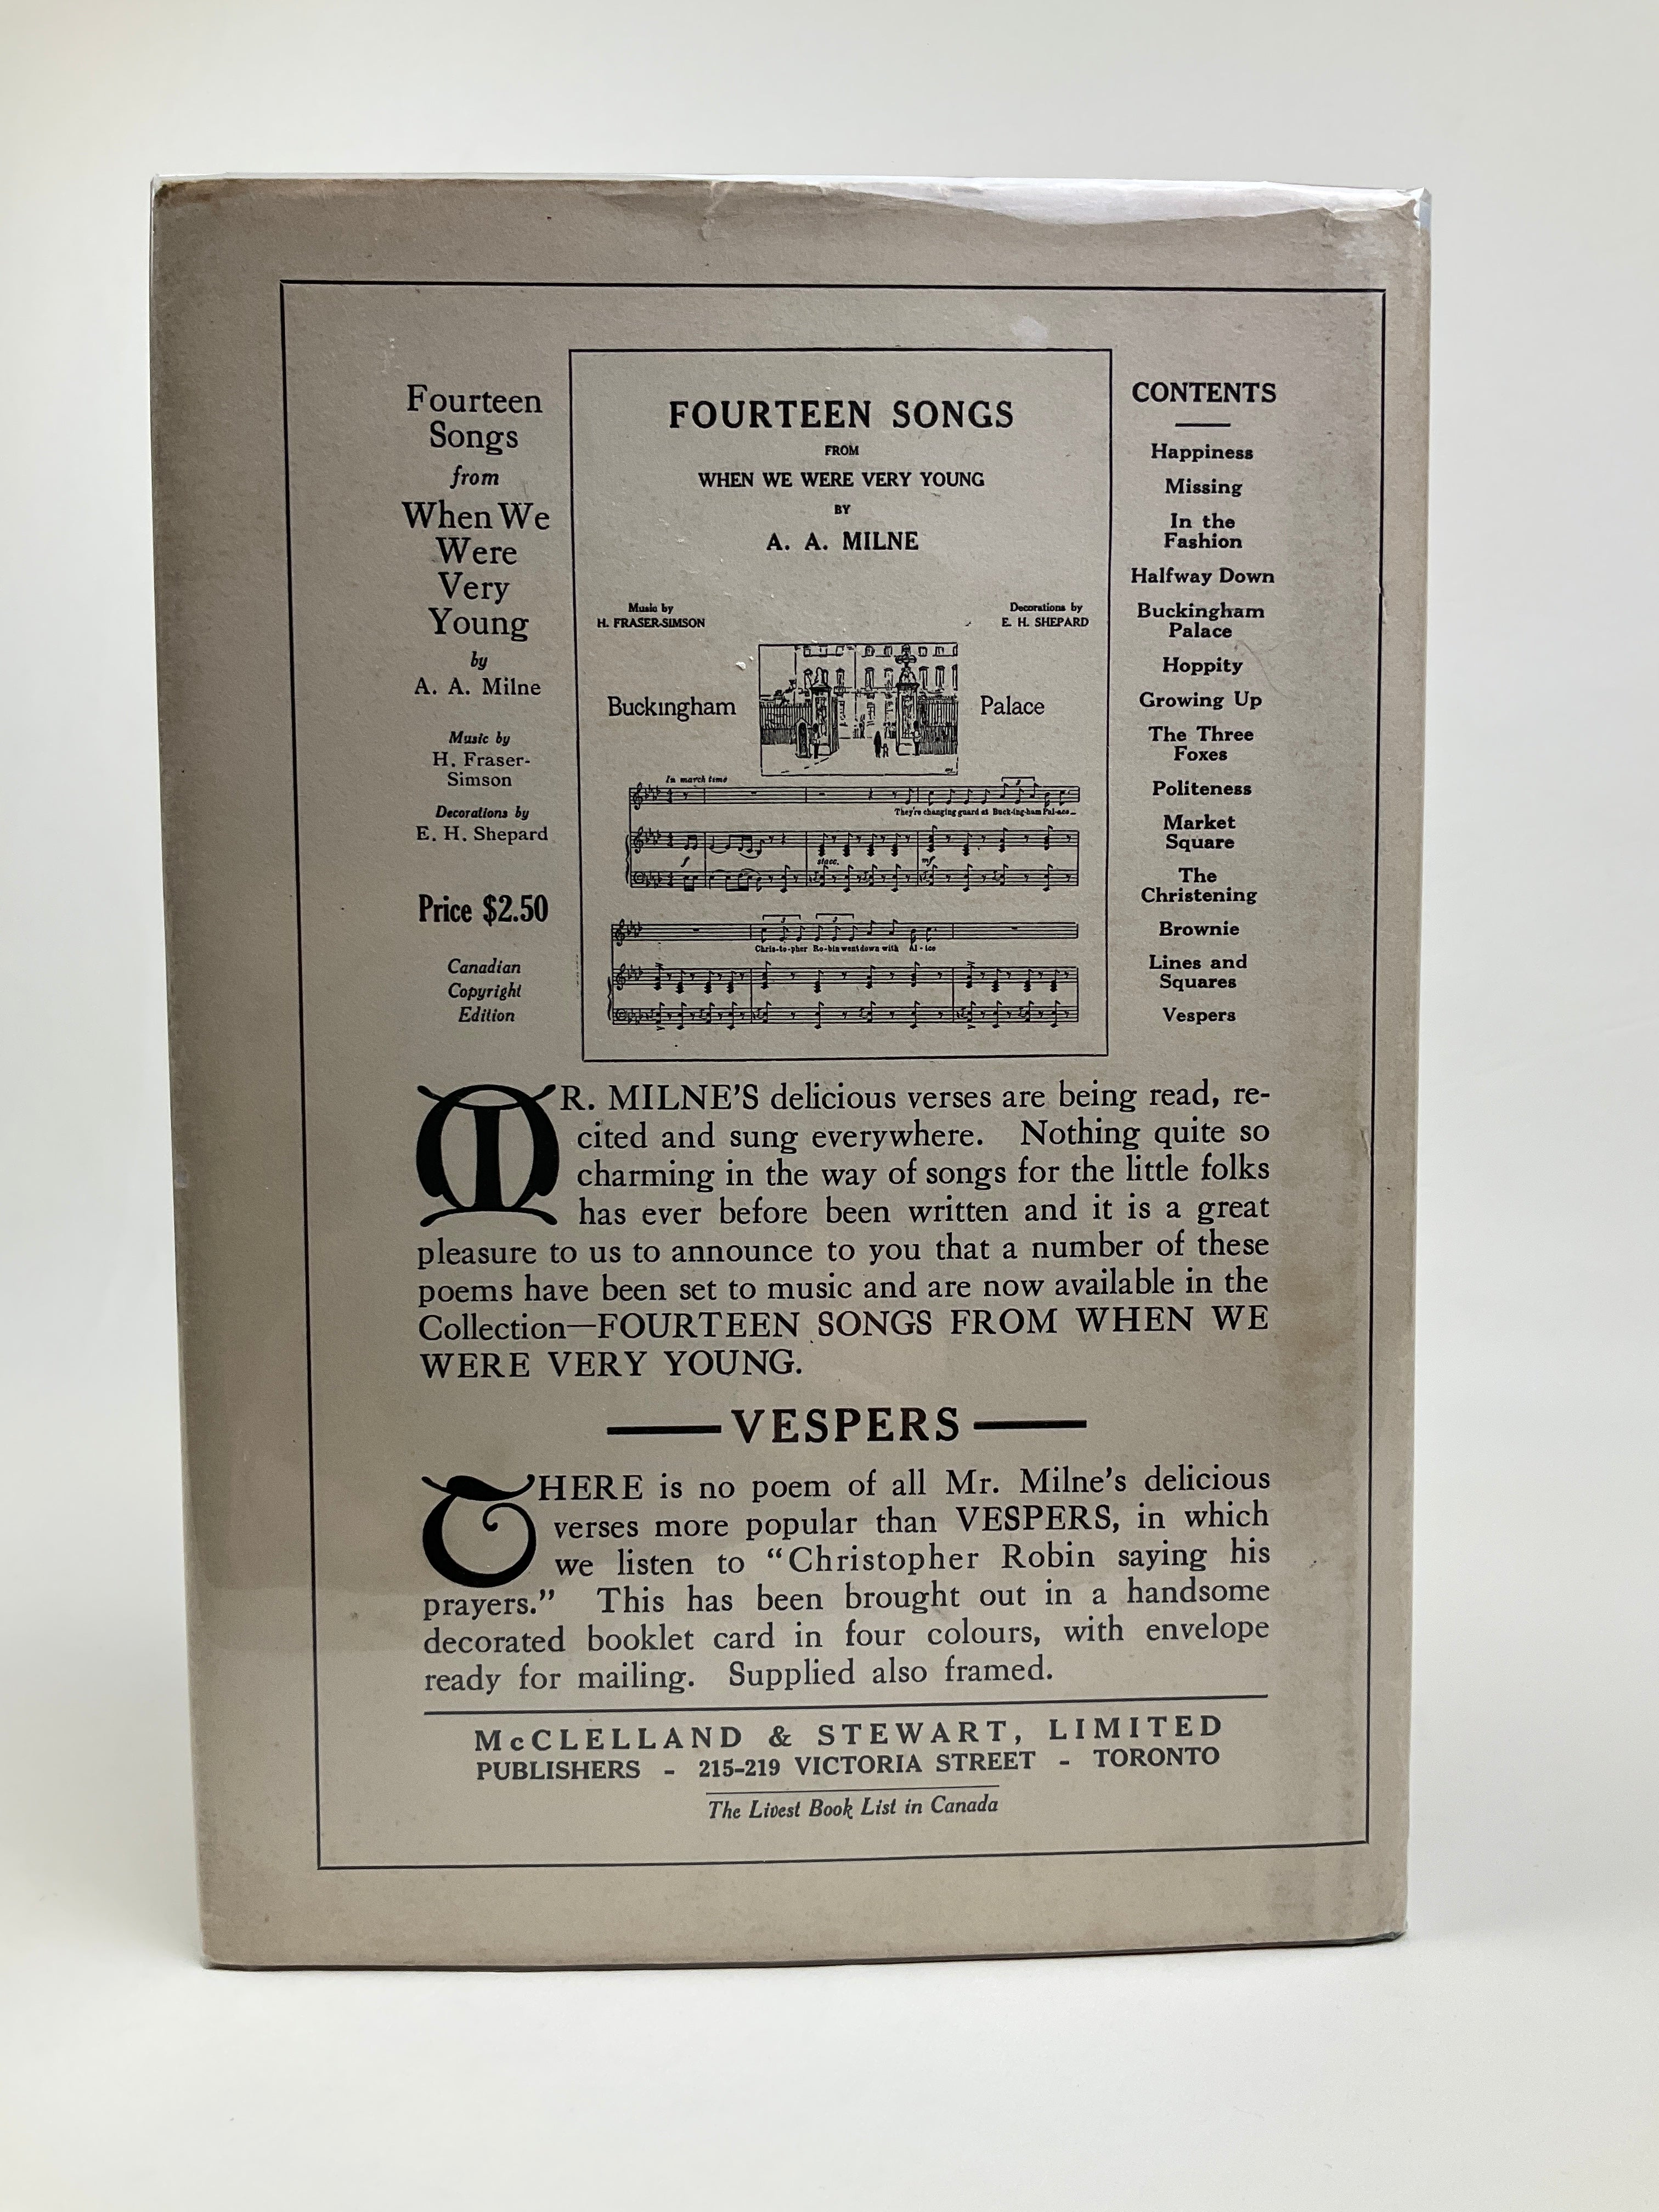 Fourteen
Songs
from
When We
Were
Very
Young
by
A. A. Milne
Music by
H. Fraser-
Simson
Decorations by
E. H. Shepard
Price $2.50
Canadian
Copyright
Edition
FOURTEEN SONGS
FROM
WHEN WE WERE VERY YOUNG
BY
A. A. MILNE
Music by
H. FRASER-SIMSON
Decorations by
E. H. SHEPARD
Buckingham Palace
In march time
They're changing guard at Buck-ing-ham Pal-ace
f
stacc.
mf
Chris-to-pher Ro-bin went down with Al-ice
CONTENTS
Happiness
Missing
In the
Fashion
Halfway Down
Buckingham
Palace
Hoppity
Growing Up
The Three
Foxes
Politeness
Market
Square
The
Christening
Brownie
Lines and
Squares
Vespers
MR. MILNE'S delicious verses are being read, re-
cited and sung everywhere. Nothing quite so
charming in the way of songs for the little folks
has ever before been written and it is a great
pleasure to us to announce to you that a number of these
poems have been set to music and are now available in the
Collection—FOURTEEN SONGS FROM WHEN WE
WERE VERY YOUNG.
VESPERS
THERE is no poem of all Mr. Milne's delicious
verses more popular than VESPERS, in which
we listen to "Christopher Robin saying his
prayers." This has been brought out in a handsome
decorated booklet card in four colours, with envelope
ready for mailing. Supplied also framed.
McCLELLAND & STEWART, LIMITED
PUBLISHERS - 215-219 VICTORIA STREET - TORONTO
The Livest Book List in Canada